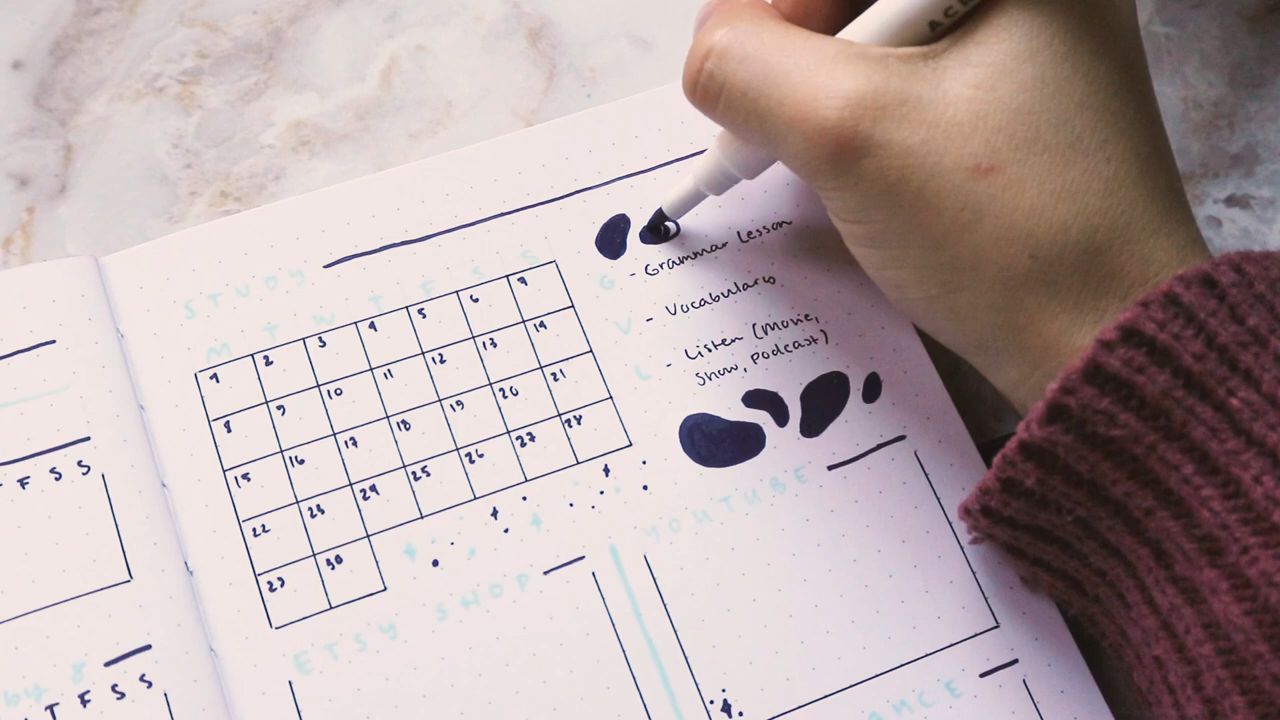 STUDY
M T W T F S S
1 2 3 4 5 6 7
8 9 10 11 12 13 14
15 16 17 18 19 20 21
22 23 24 25 26 27 28
29 30
G - Grammar Lesson
V - Vocabulary
L - Listen (Movie,
Show, Podcast)
YOUTUBE
ETSY SHOP
F S S
by 8
T F S S